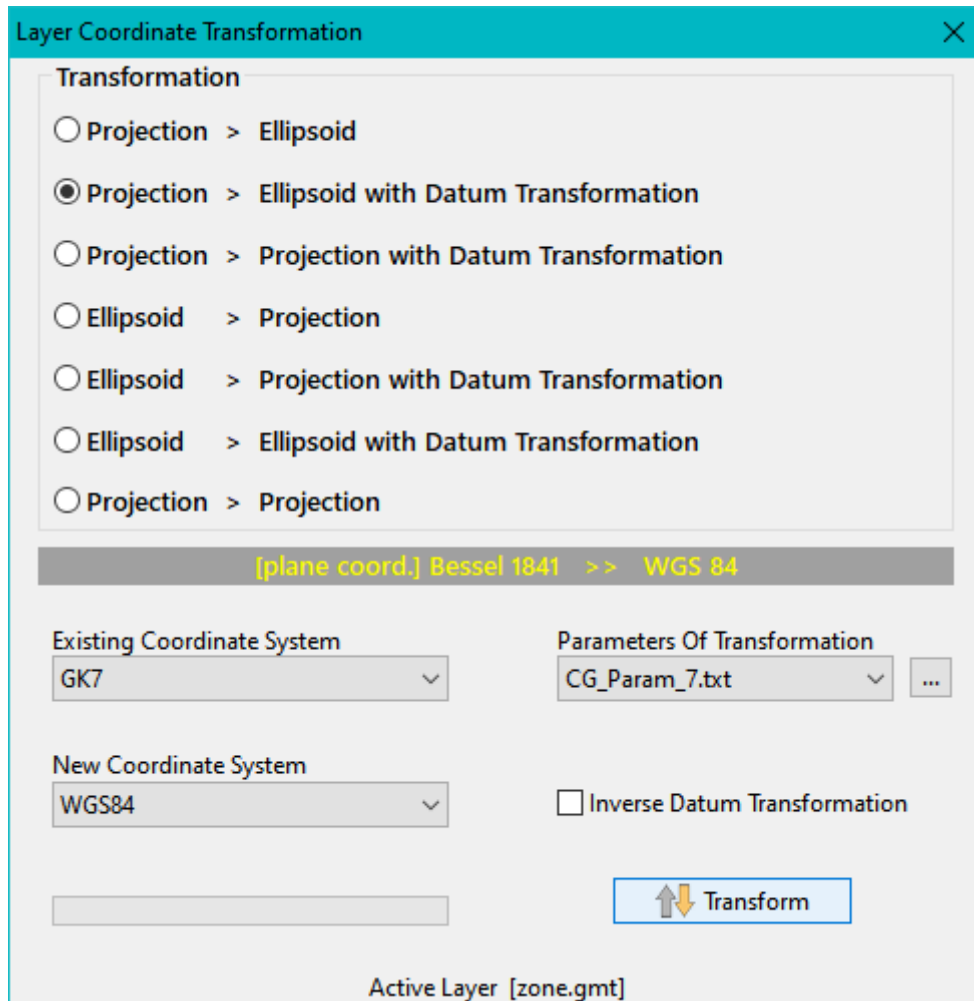 Layer Coordinate Transformation
Transformation
Projection > Ellipsoid
Projection > Ellipsoid with Datum Transformation
Projection > Projection with Datum Transformation
Ellipsoid > Projection
Ellipsoid > Projection with Datum Transformation
Ellipsoid > Ellipsoid with Datum Transformation
Projection > Projection
[plane coord.] Bessel 1841 >> WGS 84
Existing Coordinate System
GK7
Parameters Of Transformation
CG_Param_7.txt
...
New Coordinate System
WGS84
Inverse Datum Transformation
Transform
Active Layer [zone.gmt]